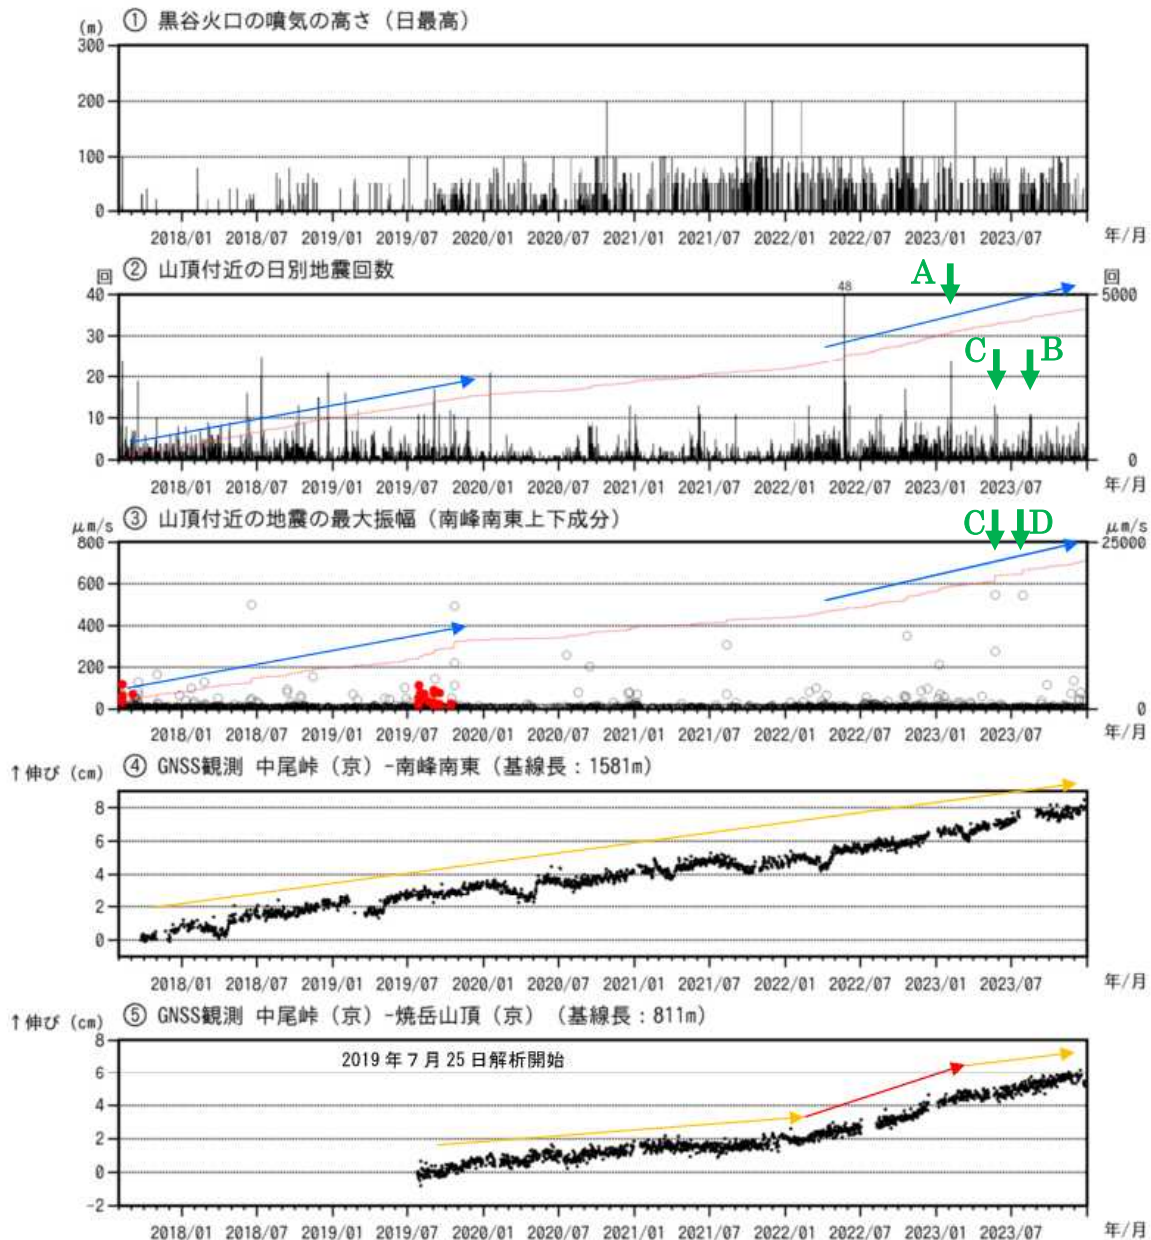 ① 黒谷火口の噴気の高さ（日最高）
(m)
300
200
100
0
2018/01 2018/07 2019/01 2019/07 2020/01 2020/07 2021/01 2021/07 2022/01 2022/07 2023/01 2023/07 年/月
回 ② 山頂付近の日別地震回数 A 回
40 48 5000
30
20 C B
10
0 0
2018/01 2018/07 2019/01 2019/07 2020/01 2020/07 2021/01 2021/07 2022/01 2022/07 2023/01 2023/07 年/月
μm/s ③ 山頂付近の地震の最大振幅（南峰南東上下成分） C D μm/s
800 25000
600
400
200
0 0
2018/01 2018/07 2019/01 2019/07 2020/01 2020/07 2021/01 2021/07 2022/01 2022/07 2023/01 2023/07 年/月
↑伸び (cm) ④ GNSS観測 中尾峠（京）-南峰南東（基線長：1581m）
8
6
4
2
0
2018/01 2018/07 2019/01 2019/07 2020/01 2020/07 2021/01 2021/07 2022/01 2022/07 2023/01 2023/07 年/月
↑伸び (cm) ⑤ GNSS観測 中尾峠（京）-焼岳山頂（京）（基線長：811m）
8
2019年7月25日解析開始
6
4
2
0
-2
2018/01 2018/07 2019/01 2019/07 2020/01 2020/07 2021/01 2021/07 2022/01 2022/07 2023/01 2023/07 年/月